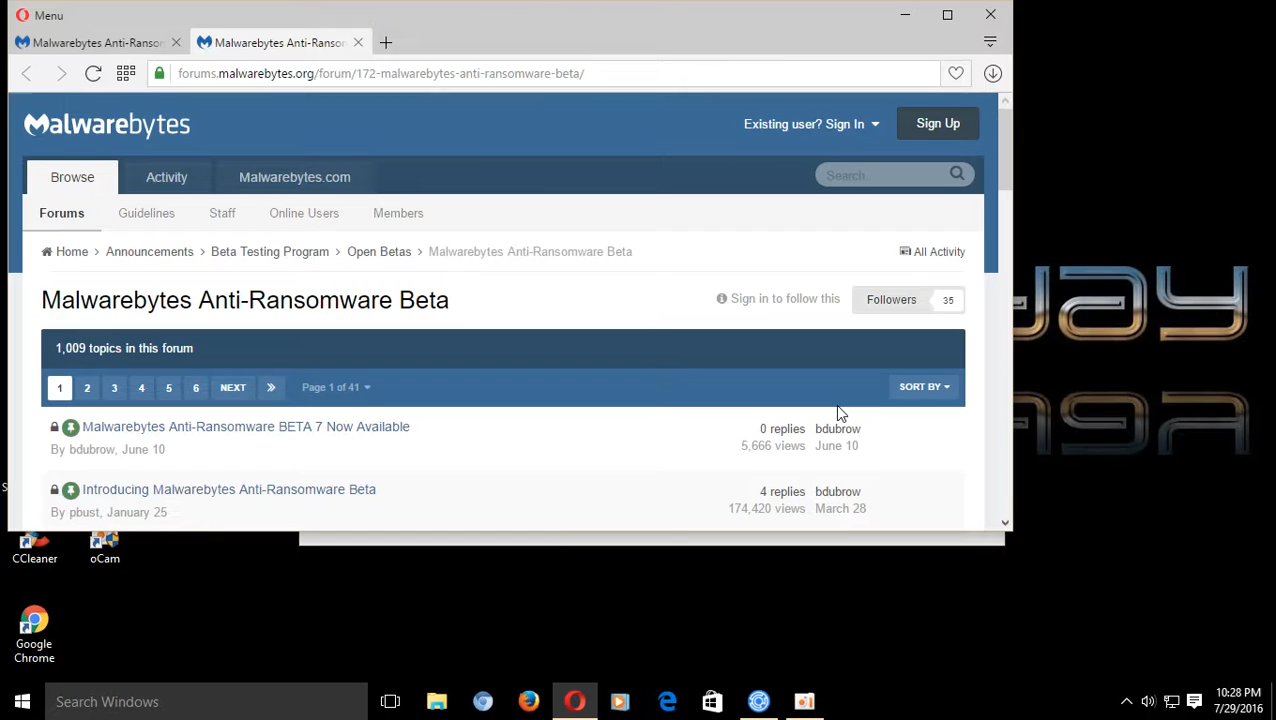 Menu
Malwarebytes Anti-Ransom
Malwarebytes Anti-Ransor
forums.malwarebytes.org/forum/172-malwarebytes-anti-ransomware-beta/
Malwarebytes
Existing user? Sign In
Sign Up
Browse
Activity
Malwarebytes.com
Search...
Forums
Guidelines
Staff
Online Users
Members
Home > Announcements > Beta Testing Program > Open Betas > Malwarebytes Anti-Ransomware Beta
All Activity
Malwarebytes Anti-Ransomware Beta
Sign in to follow this
Followers 35
1,009 topics in this forum
1 2 3 4 5 6 NEXT » Page 1 of 41
SORT BY
Malwarebytes Anti-Ransomware BETA 7 Now Available
By bdubrow, June 10
0 replies
5,666 views
bdubrow
June 10
Introducing Malwarebytes Anti-Ransomware Beta
By pbust, January 25
4 replies
174,420 views
bdubrow
March 28
CCleaner
oCam
Google
Chrome
Search Windows
10:28 PM
7/29/2016